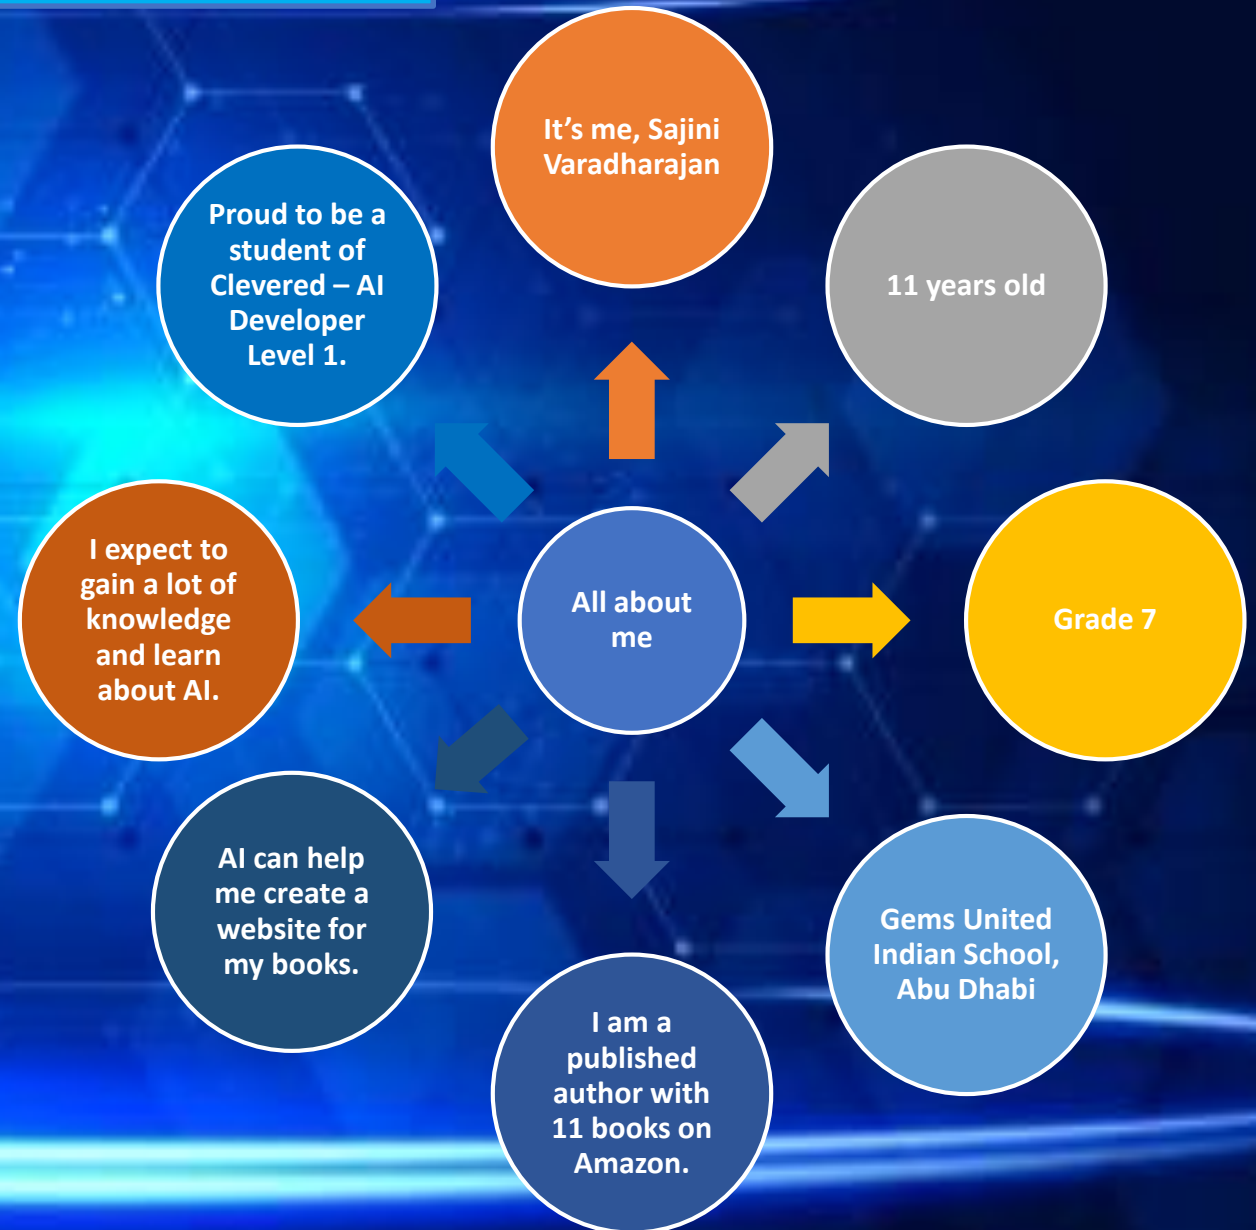 It’s me, Sajini
Varadharajan
11 years old
Grade 7
Gems United
Indian School,
Abu Dhabi
I am a
published
author with
11 books on
Amazon.
AI can help
me create a
website for
my books.
I expect to
gain a lot of
knowledge
and learn
about AI.
Proud to be a
student of
Clevered – AI
Developer
Level 1.
All about
me